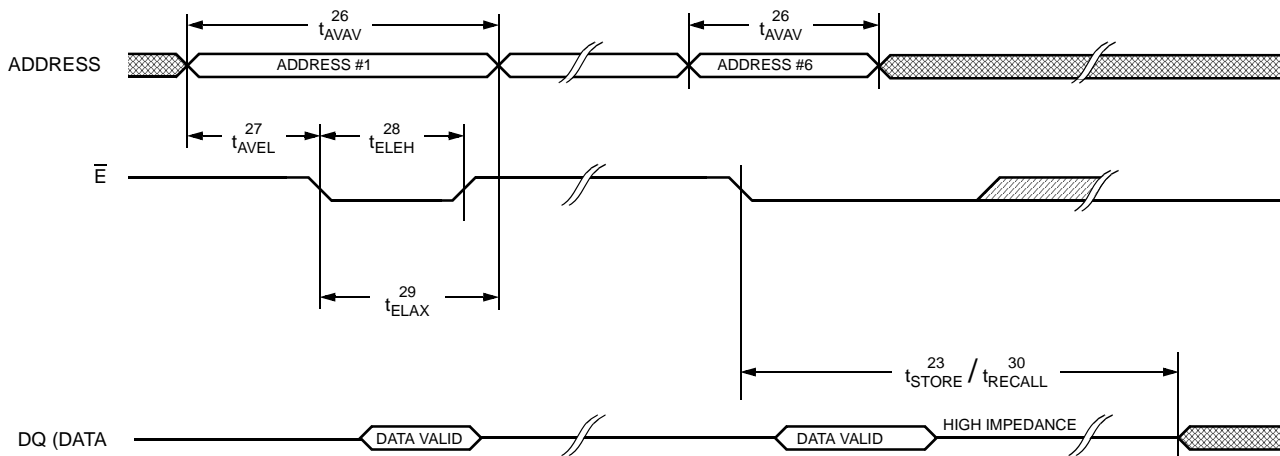 26
tAVAV
26
tAVAV
ADDRESS
ADDRESS #1
ADDRESS #6
27
tAVEL
28
tELEH
E
29
tELAX
23
tSTORE / tRECALL
30
DQ (DATA
DATA VALID
DATA VALID
HIGH IMPEDANCE